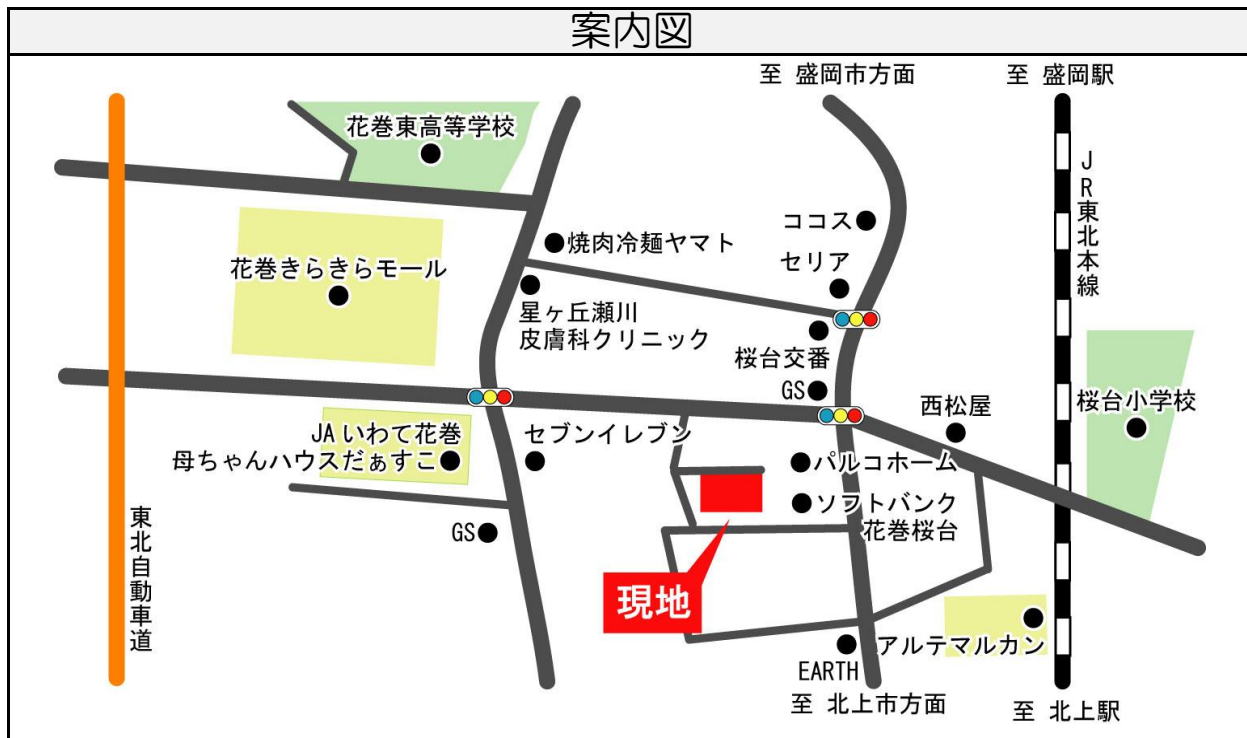 案内図
至 盛岡市方面
至 盛岡駅
花巻東高等学校
JR東北本線
ココス
焼肉冷麺ヤマト
セリア
花巻きらきらモール
星ヶ丘瀬川
皮膚科クリニック
桜台交番
GS
西松屋
桜台小学校
JAいわて花巻
母ちゃんハウスだぁすこ
セブンイレブン
パルコホーム
ソフトバンク
花巻桜台
GS
東北自動車道
現地
アルテマルカン
EARTH
至 北上市方面
至 北上駅